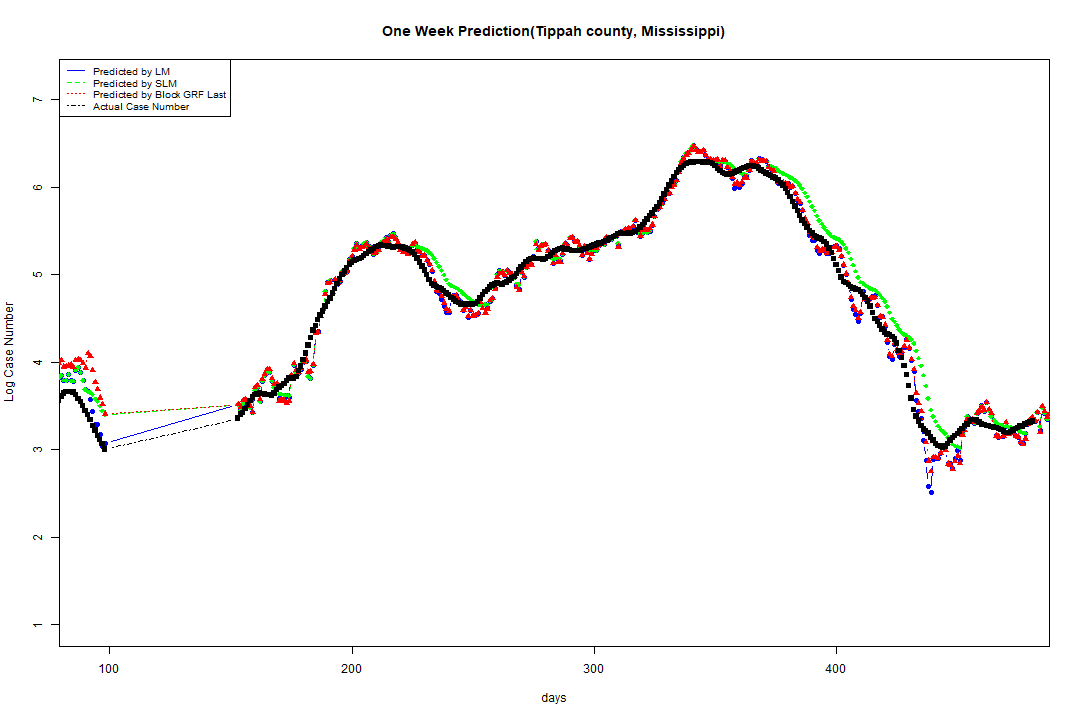 One Week Prediction(Tippah county, Mississippi)
Predicted by LM
Predicted by SLM
Predicted by Block GRF Last
Actual Case Number
Log Case Number
7
6
5
4
3
2
1
100 200 300 400
days